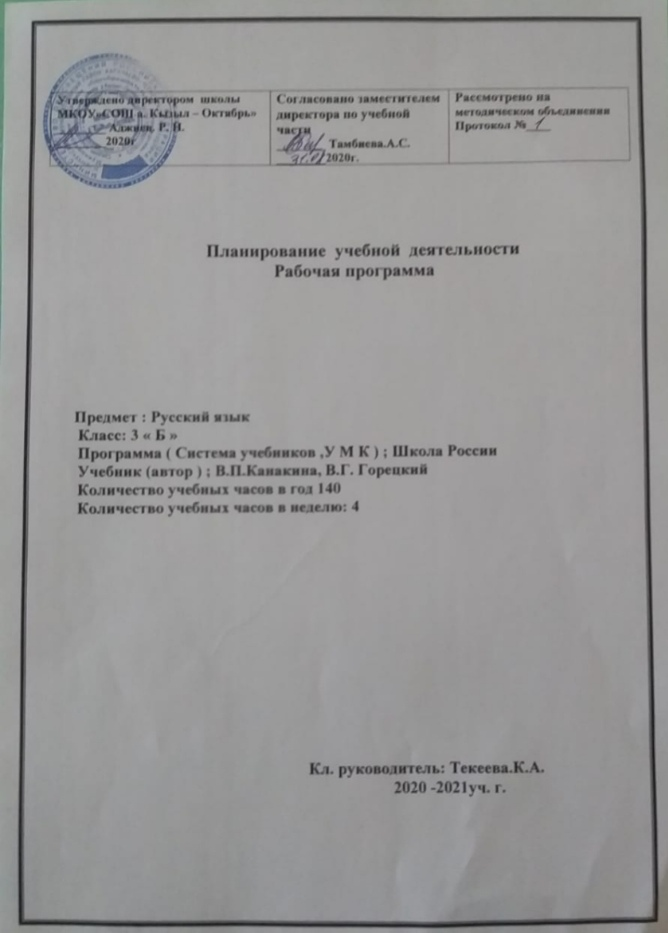 Утверждено директором школы
МКОУ«СОШ а. Кызыл – Октябрь»
Аджиев. Р. Н.
2020г
Согласовано заместителем
директора по учебной
части
Тамбиева.А.С.
2020г.
Рассмотрено на
методическом объединении
Протокол № 1
Планирование учебной деятельности
Рабочая программа
Предмет : Русский язык
Класс: 3 « Б »
Программа ( Система учебников ,У М К ) ; Школа России
Учебник (автор ) ; В.П.Канакина, В.Г. Горецкий
Количество учебных часов в год 140
Количество учебных часов в неделю: 4
Кл. руководитель: Текеева.К.А.
2020 -2021уч. г.